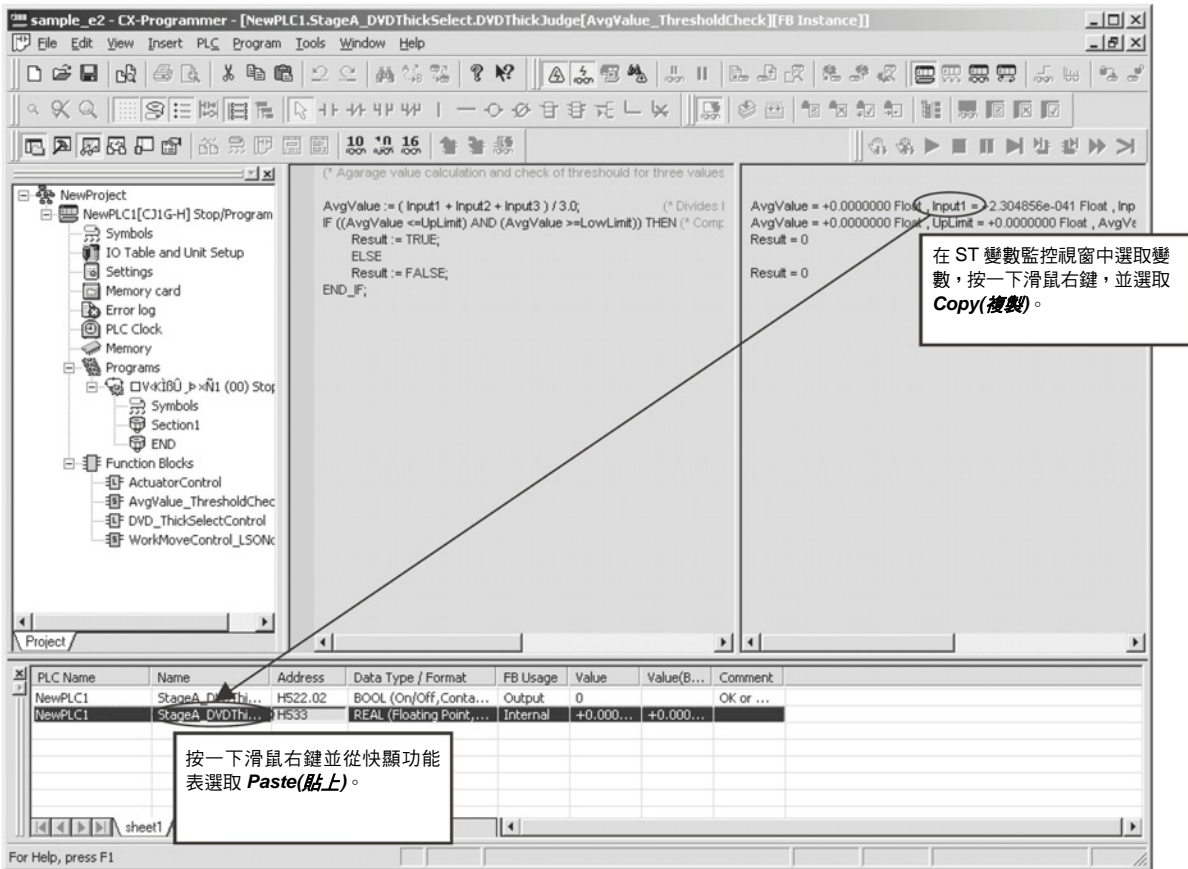 sample_e2 - CX-Programmer - [NewPLC1.StageA_DVDThickSelect.DVDThickJudge[AvgValue_ThresholdCheck][FB Instance]]
File Edit View Insert PLC Program Tools Window Help
10 10 16
NewProject
NewPLC1[CJ1G-H] Stop/Program
Symbols
IO Table and Unit Setup
Settings
Memory card
Error log
PLC Clock
Memory
Programs
(00) Stop
Symbols
Section1
END
Function Blocks
ActuatorControl
AvgValue_ThresholdChec
DVD_ThickSelectControl
WorkMoveControl_LSONc
Project
(* Agarage value calculation and check of threshould for three values
AvgValue := ( Input1 + Input2 + Input3 ) / 3.0; (* Divides I
IF ((AvgValue <=UpLimit) AND (AvgValue >=LowLimit)) THEN (* Comp
Result := TRUE;
ELSE
Result := FALSE;
END_IF;
AvgValue = +0.0000000 Float , Input1 = +2.304856e-041 Float , Inp
AvgValue = +0.0000000 Float , UpLimit = +0.0000000 Float , AvgVa
Result = 0
Result = 0
在 ST 變數監控視窗中選取變
數，按一下滑鼠右鍵，並選取
Copy(複製)。
PLC Name Name Address Data Type / Format FB Usage Value Value(B... Comment
NewPLC1 StageA_DVDThi... H522.02 BOOL (On/Off,Conta... Output 0 OK or ...
NewPLC1 StageA_DVDThi... H533 REAL (Floating Point,... Internal +0.000... +0.000...
按一下滑鼠右鍵並從快顯功能
表選取 Paste(貼上)。
sheet1
For Help, press F1